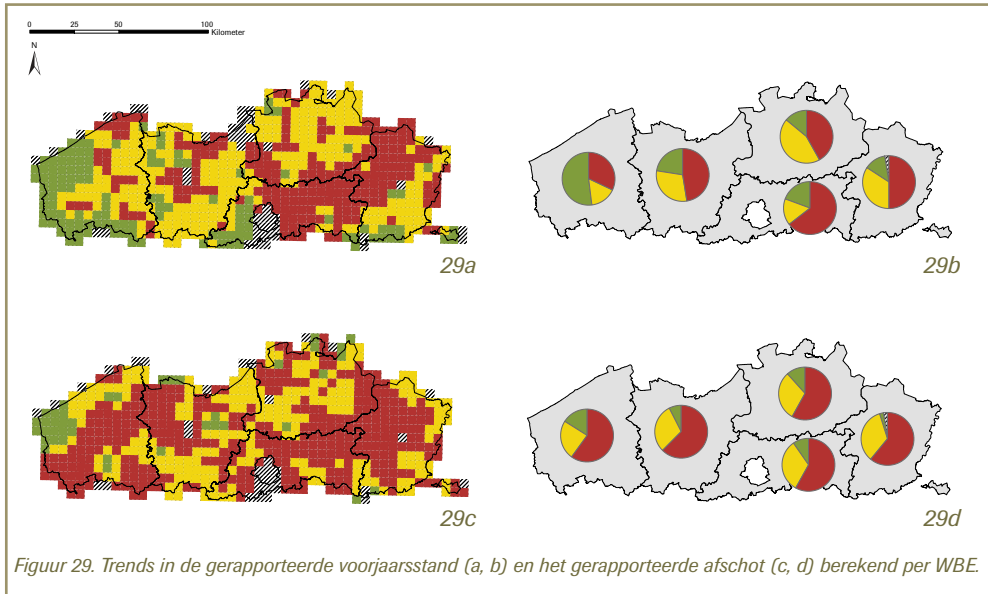 0 25 50 100
Kilometer
N
29a
29b
29c
29d
Figuur 29. Trends in de gerapporteerde voorjaarsstand (a, b) en het gerapporteerde afschot (c, d) berekend per WBE.